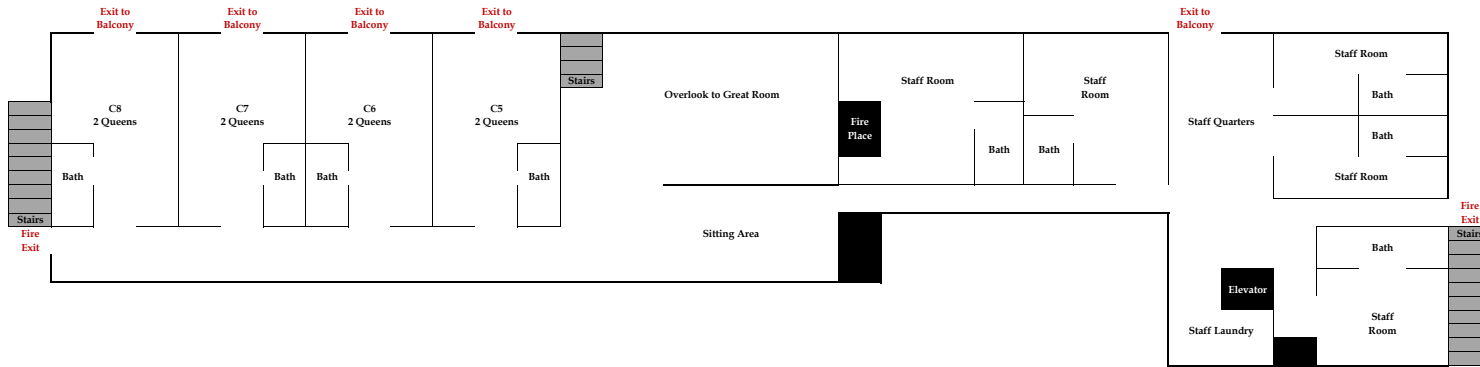 Exit to
Balcony
Exit to
Balcony
Exit to
Balcony
Exit to
Balcony
Exit to
Balcony
Stairs
C8
2 Queens
C7
2 Queens
C6
2 Queens
C5
2 Queens
Overlook to Great Room
Staff Room
Staff
Room
Staff Room
Bath
Fire
Place
Staff Quarters
Bath
Bath
Bath
Bath
Bath
Bath
Bath
Bath
Staff Room
Stairs
Fire
Exit
Sitting Area
Fire
Exit
Stairs
Bath
Elevator
Staff Laundry
Staff
Room